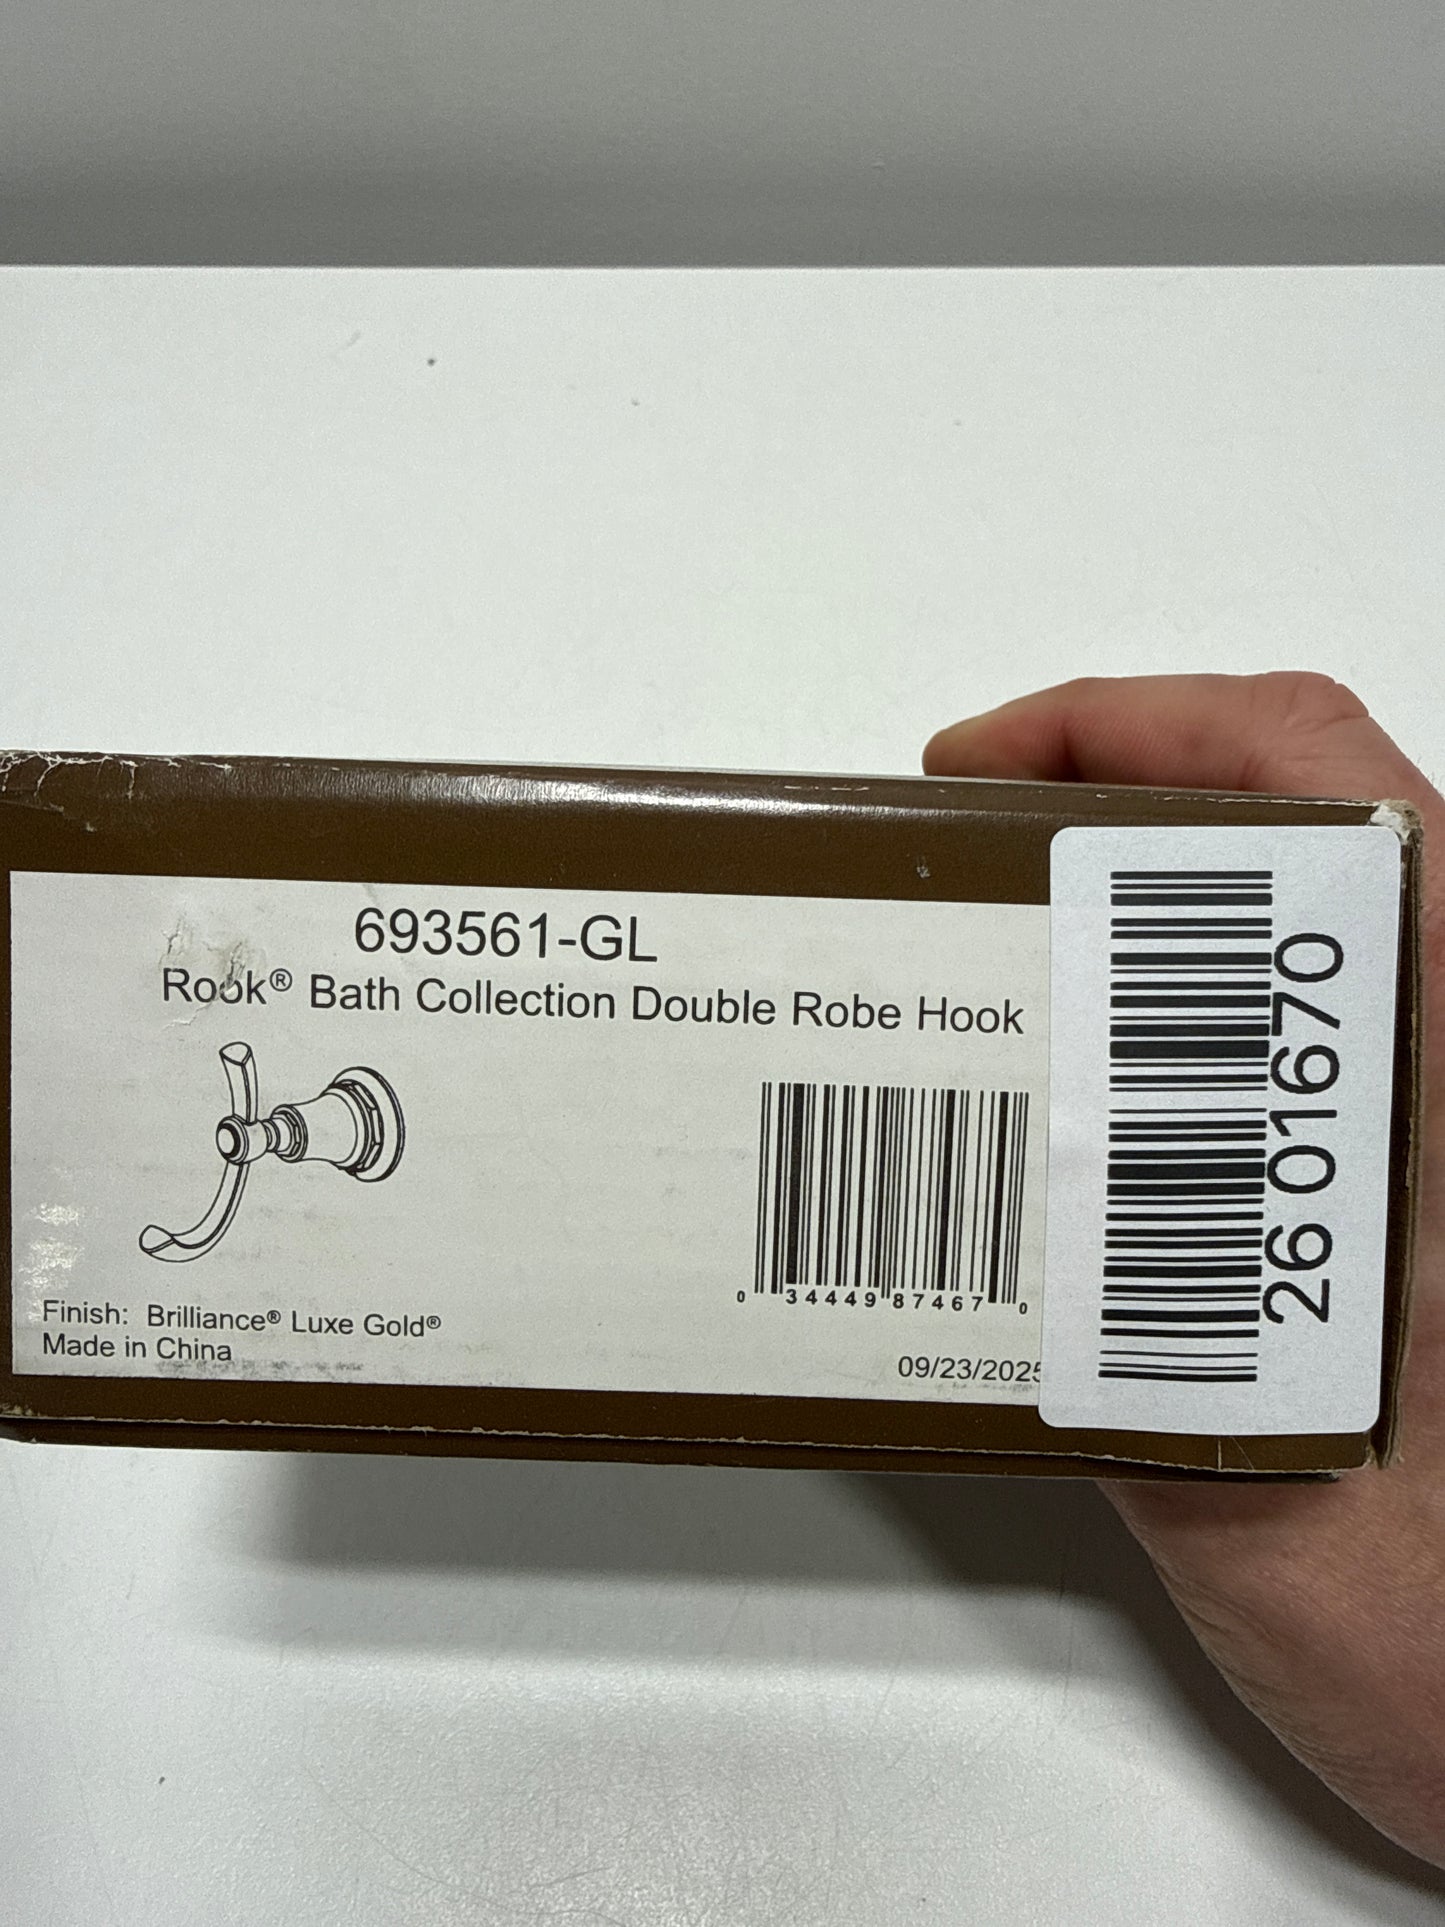 693561-GL
Rook® Bath Collection Double Robe Hook
0 34449 87467 0
Finish: Brilliance® Luxe Gold®
Made in China
09/23/2025
26 01670